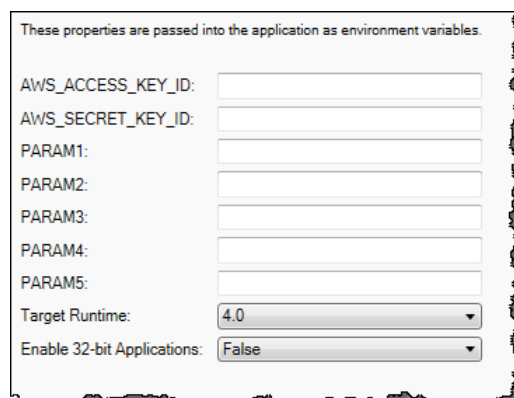 These properties are passed into the application as environment variables.
AWS_ACCESS_KEY_ID:
AWS_SECRET_KEY_ID:
PARAM1:
PARAM2:
PARAM3:
PARAM4:
PARAM5:
Target Runtime: 4.0
Enable 32-bit Applications: False